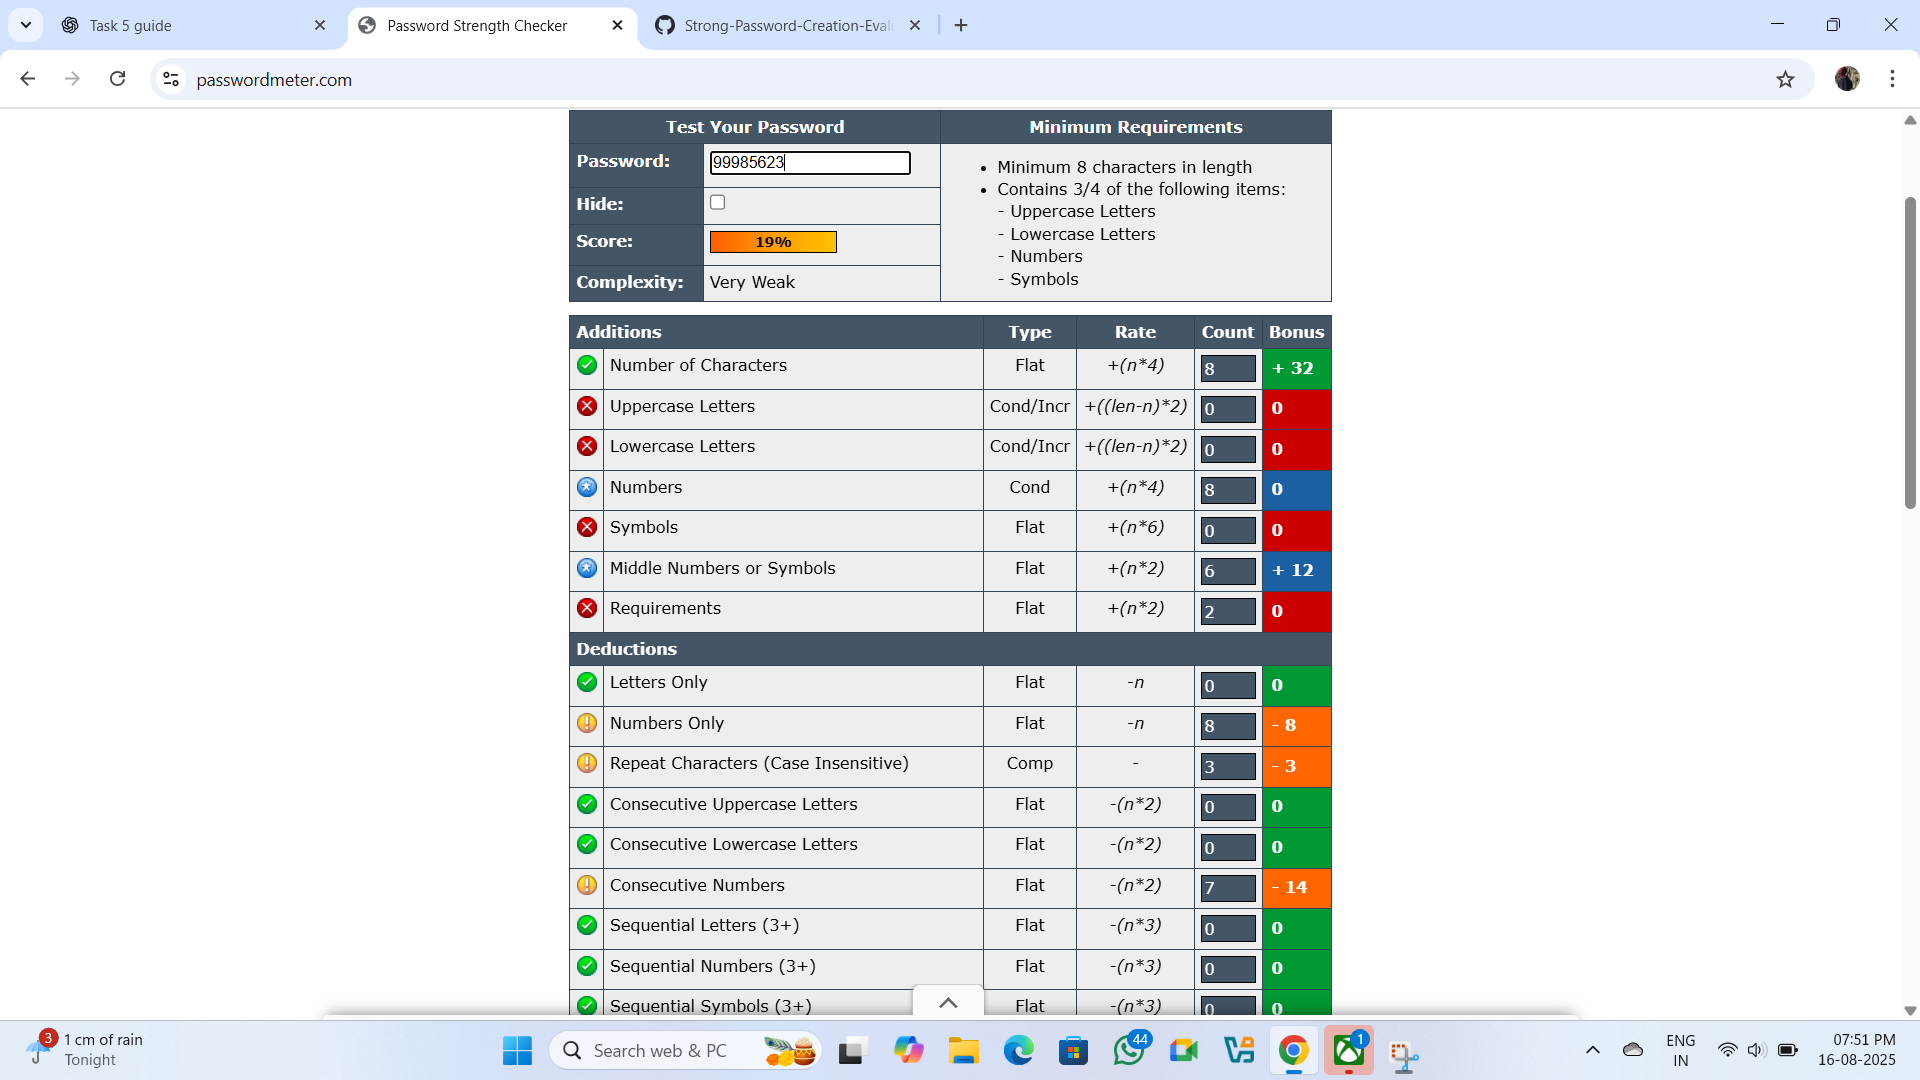 Task 5 guide
Password Strength Checker
Strong-Password-Creation-Eval
passwordmeter.com
Test Your Password
Minimum Requirements
Password:
99985623
Hide:
Score:
19%
Complexity:
Very Weak
Minimum 8 characters in length
Contains 3/4 of the following items:
- Uppercase Letters
- Lowercase Letters
- Numbers
- Symbols
Additions Type Rate Count Bonus
Number of Characters Flat +(n*4) 8 + 32
Uppercase Letters Cond/Incr +((len-n)*2) 0 0
Lowercase Letters Cond/Incr +((len-n)*2) 0 0
Numbers Cond +(n*4) 8 0
Symbols Flat +(n*6) 0 0
Middle Numbers or Symbols Flat +(n*2) 6 + 12
Requirements Flat +(n*2) 2 0
Deductions
Letters Only Flat -n 0 0
Numbers Only Flat -n 8 - 8
Repeat Characters (Case Insensitive) Comp - 3 - 3
Consecutive Uppercase Letters Flat -(n*2) 0 0
Consecutive Lowercase Letters Flat -(n*2) 0 0
Consecutive Numbers Flat -(n*2) 7 - 14
Sequential Letters (3+) Flat -(n*3) 0 0
Sequential Numbers (3+) Flat -(n*3) 0 0
Sequential Symbols (3+) Flat -(n*3) 0 0
3
1 cm of rain
Tonight
Search web & PC
44
1
ENG
IN
07:51 PM
16-08-2025